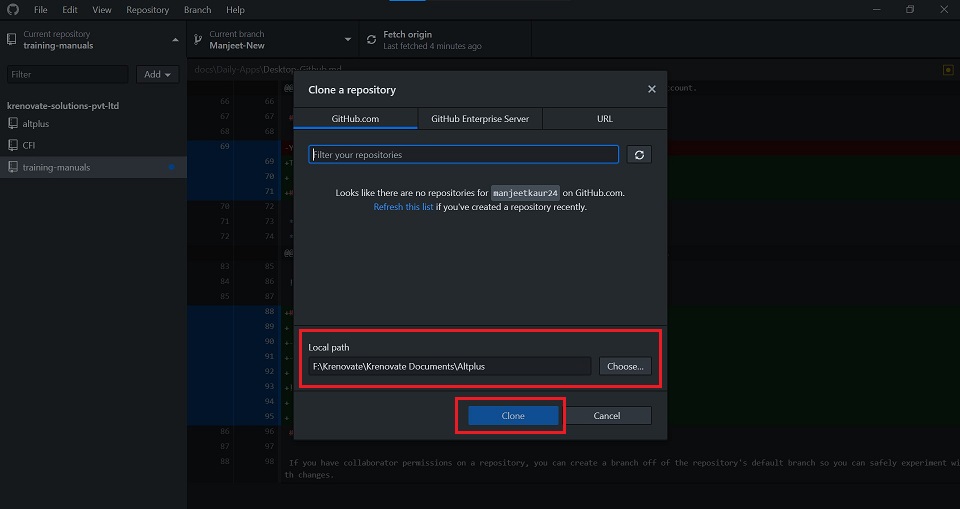 File Edit View Repository Branch Help
Current repository
training-manuals
Current branch
Manjeet-New
Fetch origin
Last fetched 4 minutes ago
Filter
Add
docs\Daily-Apps\Desktop-Github.md
krenovate-solutions-pvt-ltd
altplus
CFI
training-manuals
Clone a repository
GitHub.com GitHub Enterprise Server URL
Filter your repositories
Looks like there are no repositories for manjeetkaur24 on GitHub.com.
Refresh this list if you've created a repository recently.
Local path
F:\Krenovate\Krenovate Documents\Altplus Choose...
Clone Cancel
ccount.
66 66
67 67 #
68 68
69 -Y
69 +T
70 +
71 +
70 72
71 73
72 74
83 85
84 86
85 87
88 +
89 +
90 +
91 +
92 +
93 +
94 +
95 +
86 96 #
87 97
88 98 If you have collaborator permissions on a repository, you can create a branch off of the repository's default branch so you can safely experiment wi
th changes.